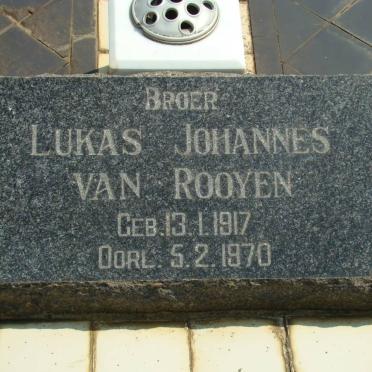 BROER
LUKAS JOHANNES
VAN ROOYEN
GEB. 13.1.1917
OORL. 5.2.1970